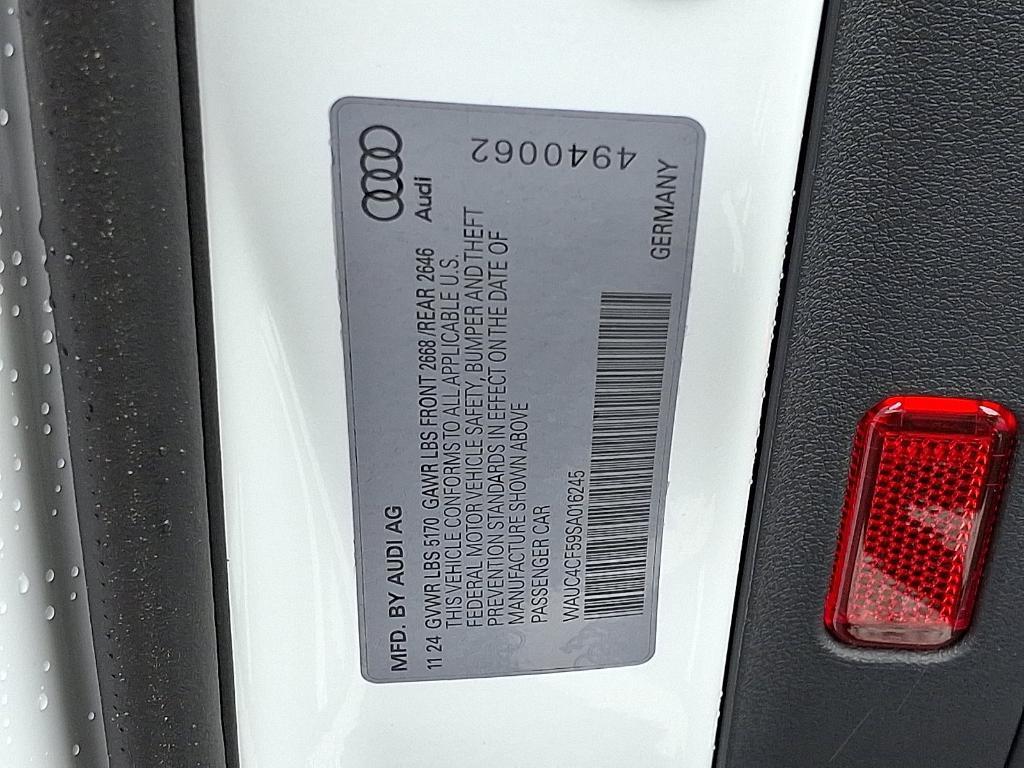 MFD. BY AUDI AG
11 24 GVWR LBS 5170 GAWR LBS FRONT 2668 /REAR 2646
THIS VEHICLE CONFORMS TO ALL APPLICABLE U.S.
FEDERAL MOTOR VEHICLE SAFETY, BUMPER AND THEFT
PREVENTION STANDARDS IN EFFECT ON THE DATE OF
MANUFACTURE SHOWN ABOVE
PASSENGER CAR
WAUC4CF59SA016245
Audi
4940062
GERMANY